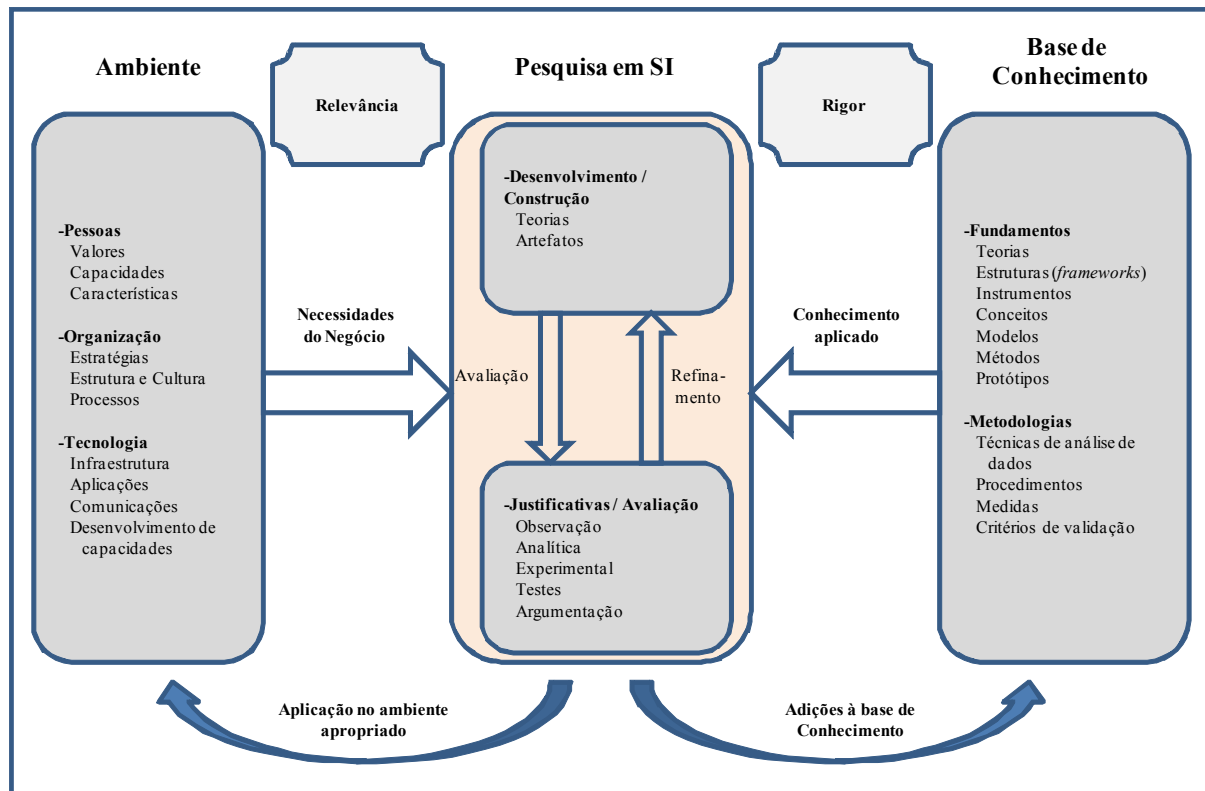 Ambiente
Relevância
Pesquisa em SI
Rigor
Base de
Conhecimento
-Pessoas
Valores
Capacidades
Características
-Organização
Estratégias
Estrutura e Cultura
Processos
-Tecnologia
Infraestrutura
Aplicações
Comunicações
Desenvolvimento de
capacidades
Necessidades
do Negócio
-Desenvolvimento /
Construção
Teorias
Artefatos
Avaliação
Refina-
mento
-Justificativas / Avaliação
Observação
Analítica
Experimental
Testes
Argumentação
Conhecimento
aplicado
-Fundamentos
Teorias
Estruturas (frameworks)
Instrumentos
Conceitos
Modelos
Métodos
Protótipos
-Metodologias
Técnicas de análise de
dados
Procedimentos
Medidas
Critérios de validação
Aplicação no ambiente
apropriado
Adições à base de
Conhecimento